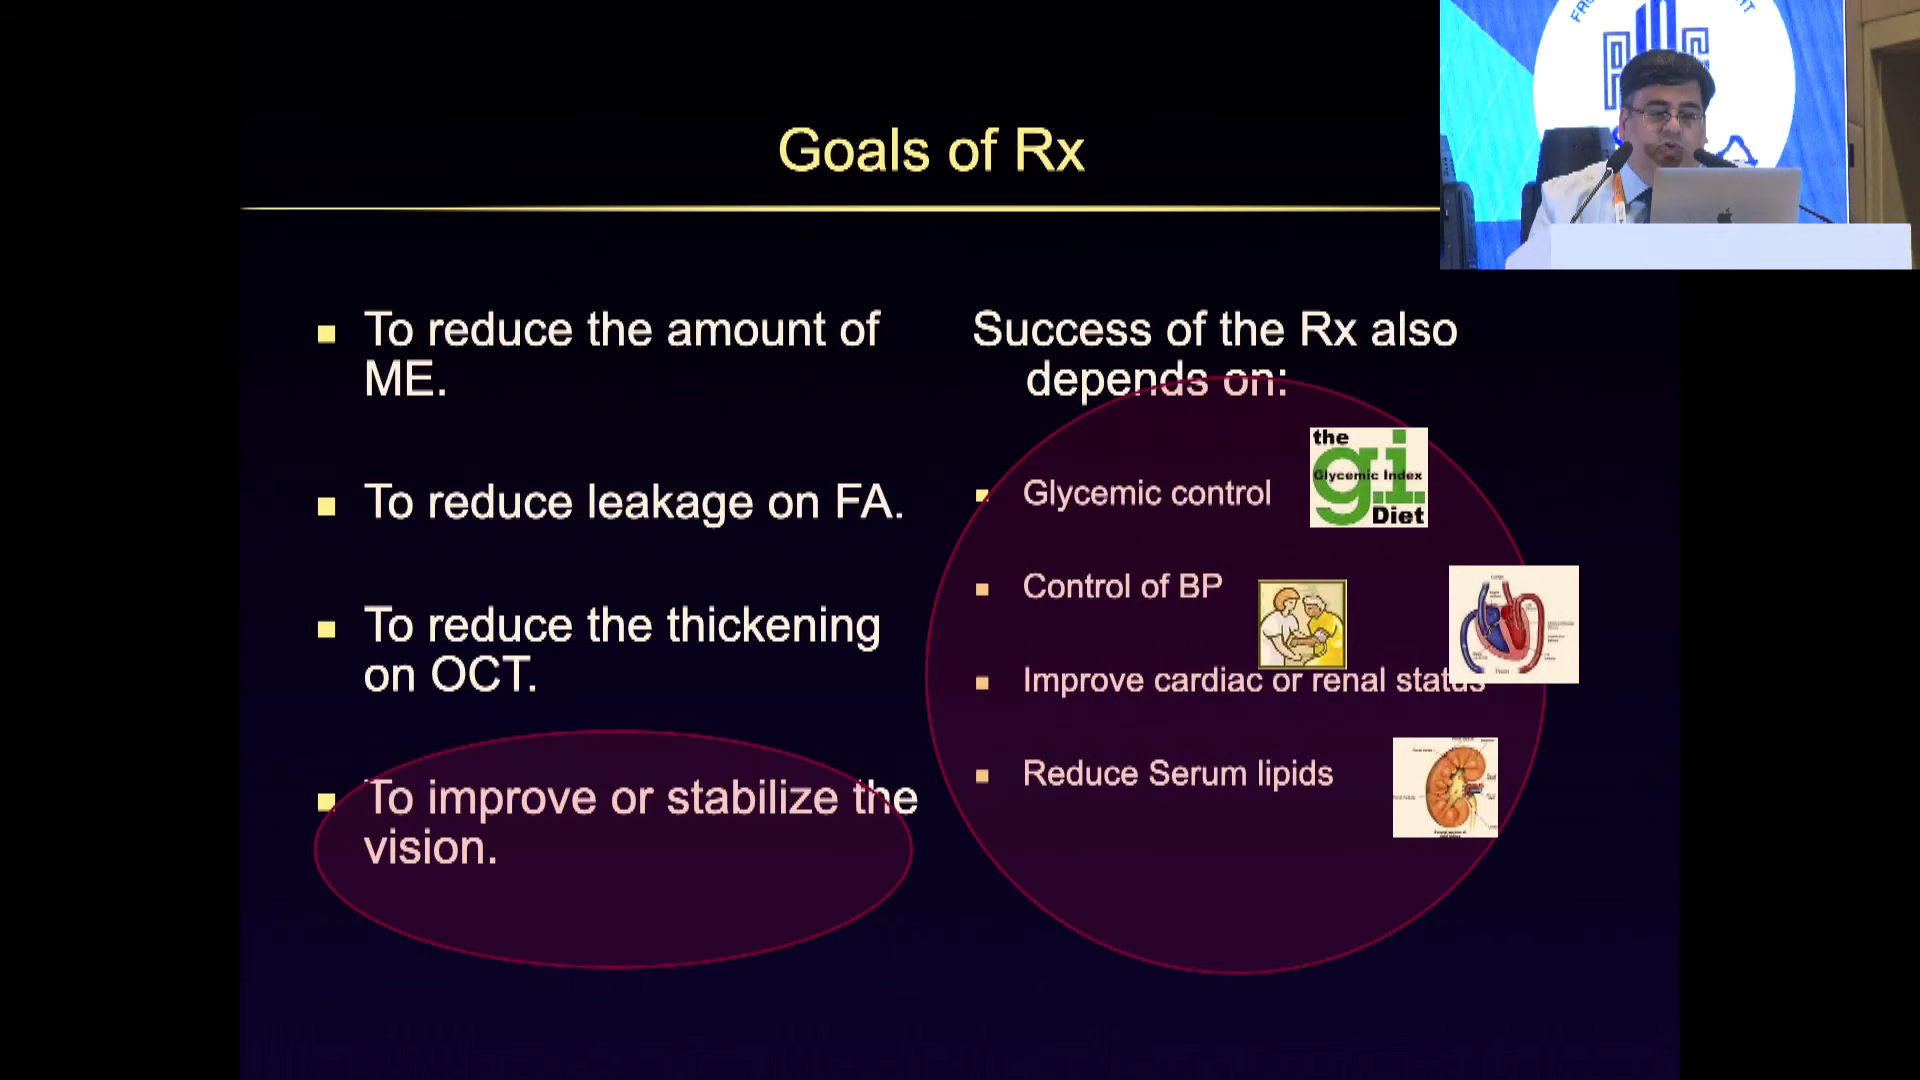 Goals of Rx
To reduce the amount of
ME.
To reduce leakage on FA.
To reduce the thickening
on OCT.
To improve or stabilize the
vision.
Success of the Rx also
depends on:
Glycemic control
the
g.i.
Glycemic Index
Diet
Control of BP
Improve cardiac or renal status
Reduce Serum lipids